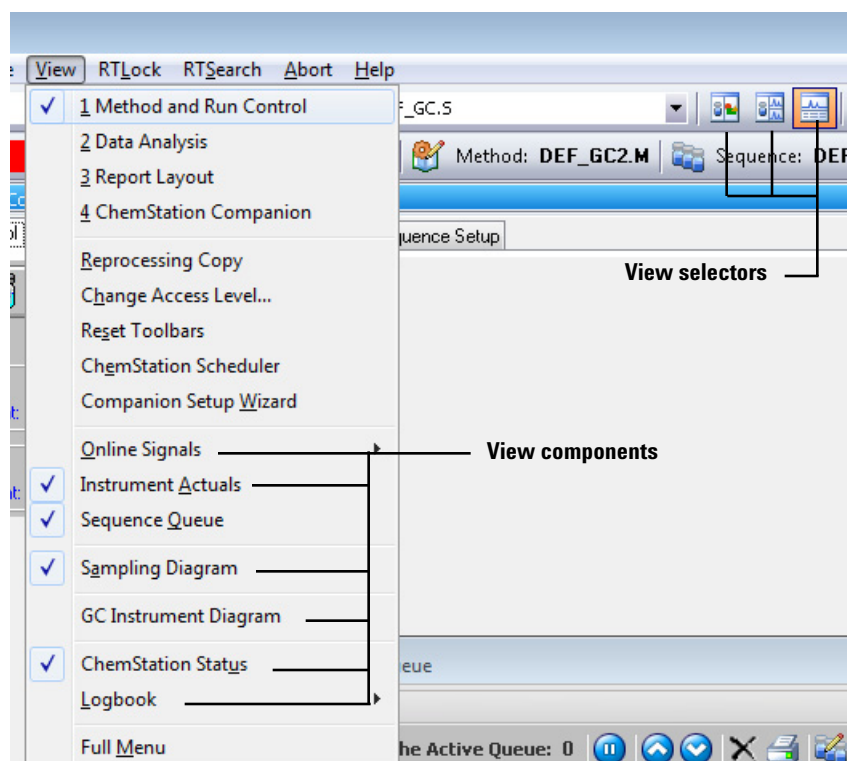 View RTLock RTSearch Abort Help
1 Method and Run Control
_GC.S
2 Data Analysis
Method: DEF_GC2.M Sequence: DEF
3 Report Layout
4 ChemStation Companion
quence Setup
Reprocessing Copy
View selectors
Change Access Level...
Reset Toolbars
ChemStation Scheduler
Companion Setup Wizard
Online Signals
View components
Instrument Actuals
Sequence Queue
Sampling Diagram
GC Instrument Diagram
ChemStation Status
eue
Logbook
Full Menu
he Active Queue: 0